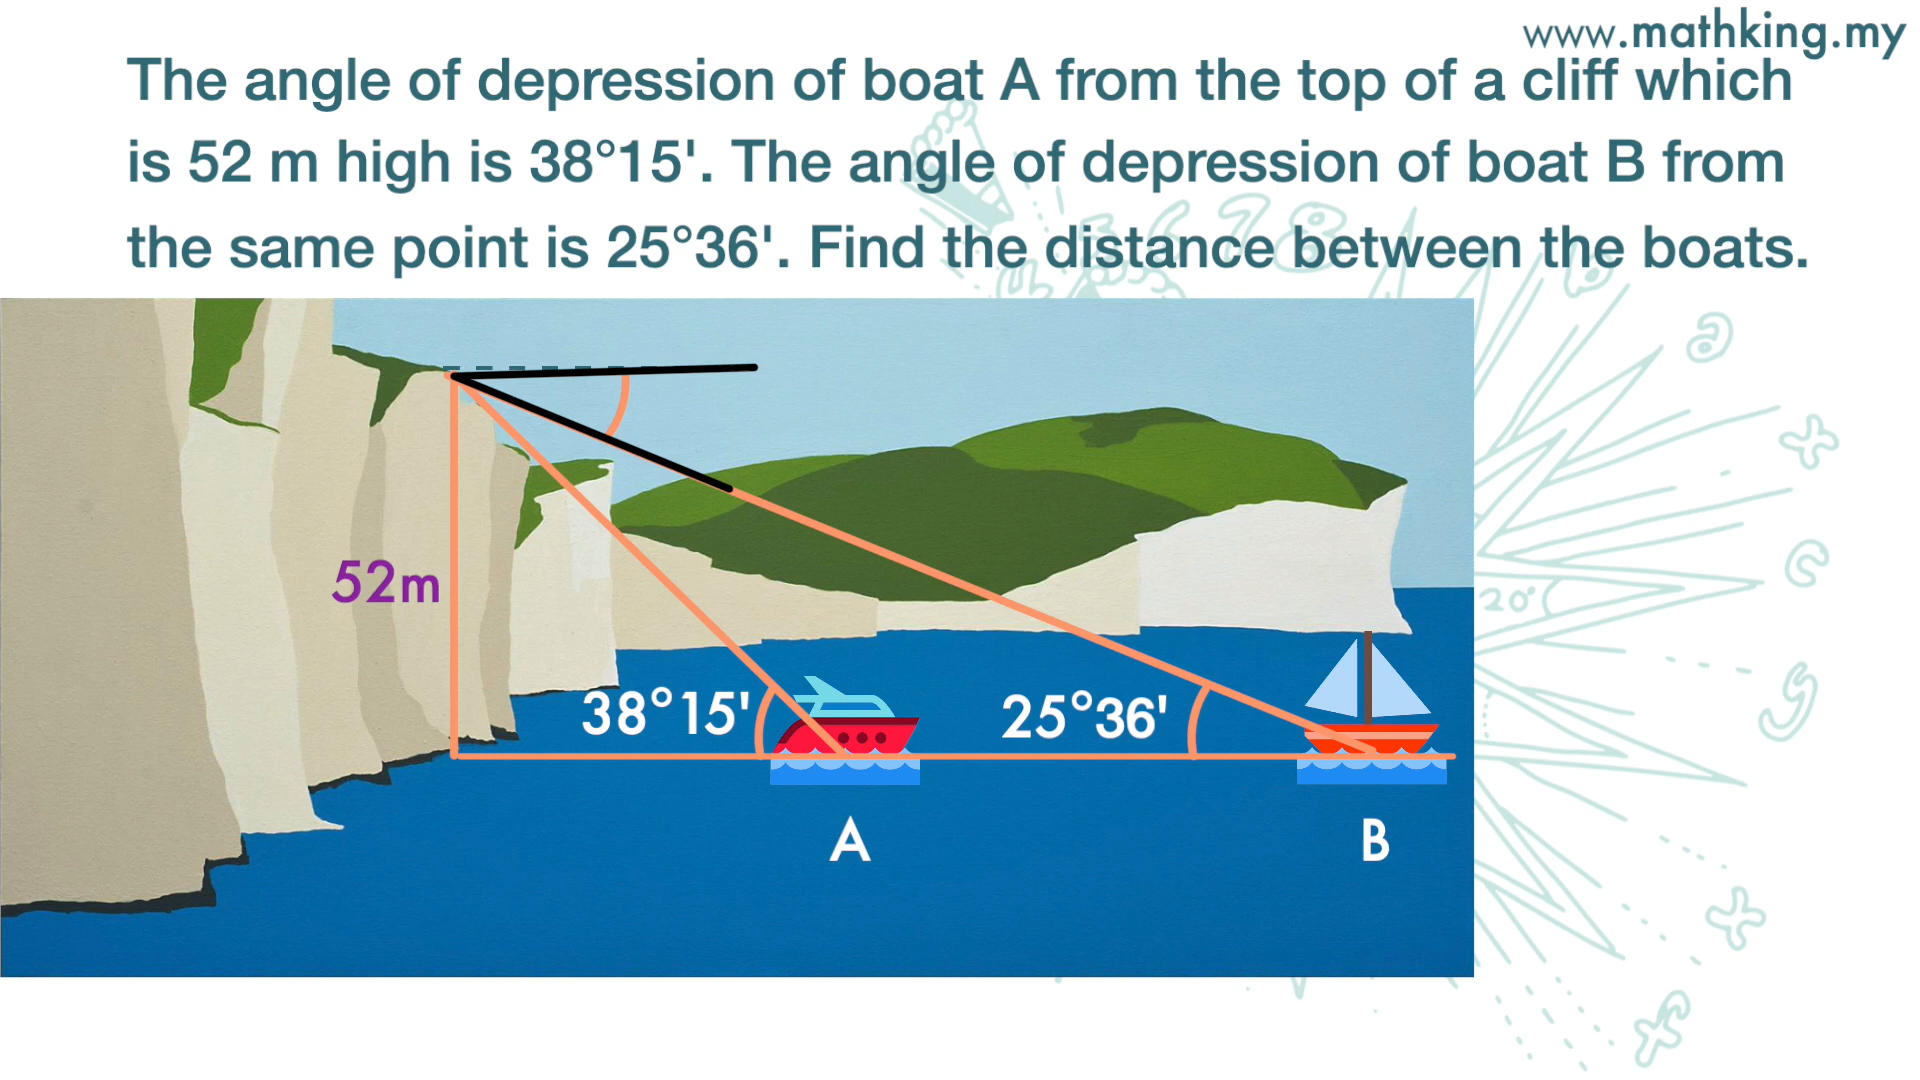 www.mathking.my
The angle of depression of boat A from the top of a cliff which
is 52 m high is 38°15'. The angle of depression of boat B from
the same point is 25°36'. Find the distance between the boats.
52m
38°15'
25°36'
A
B
20°